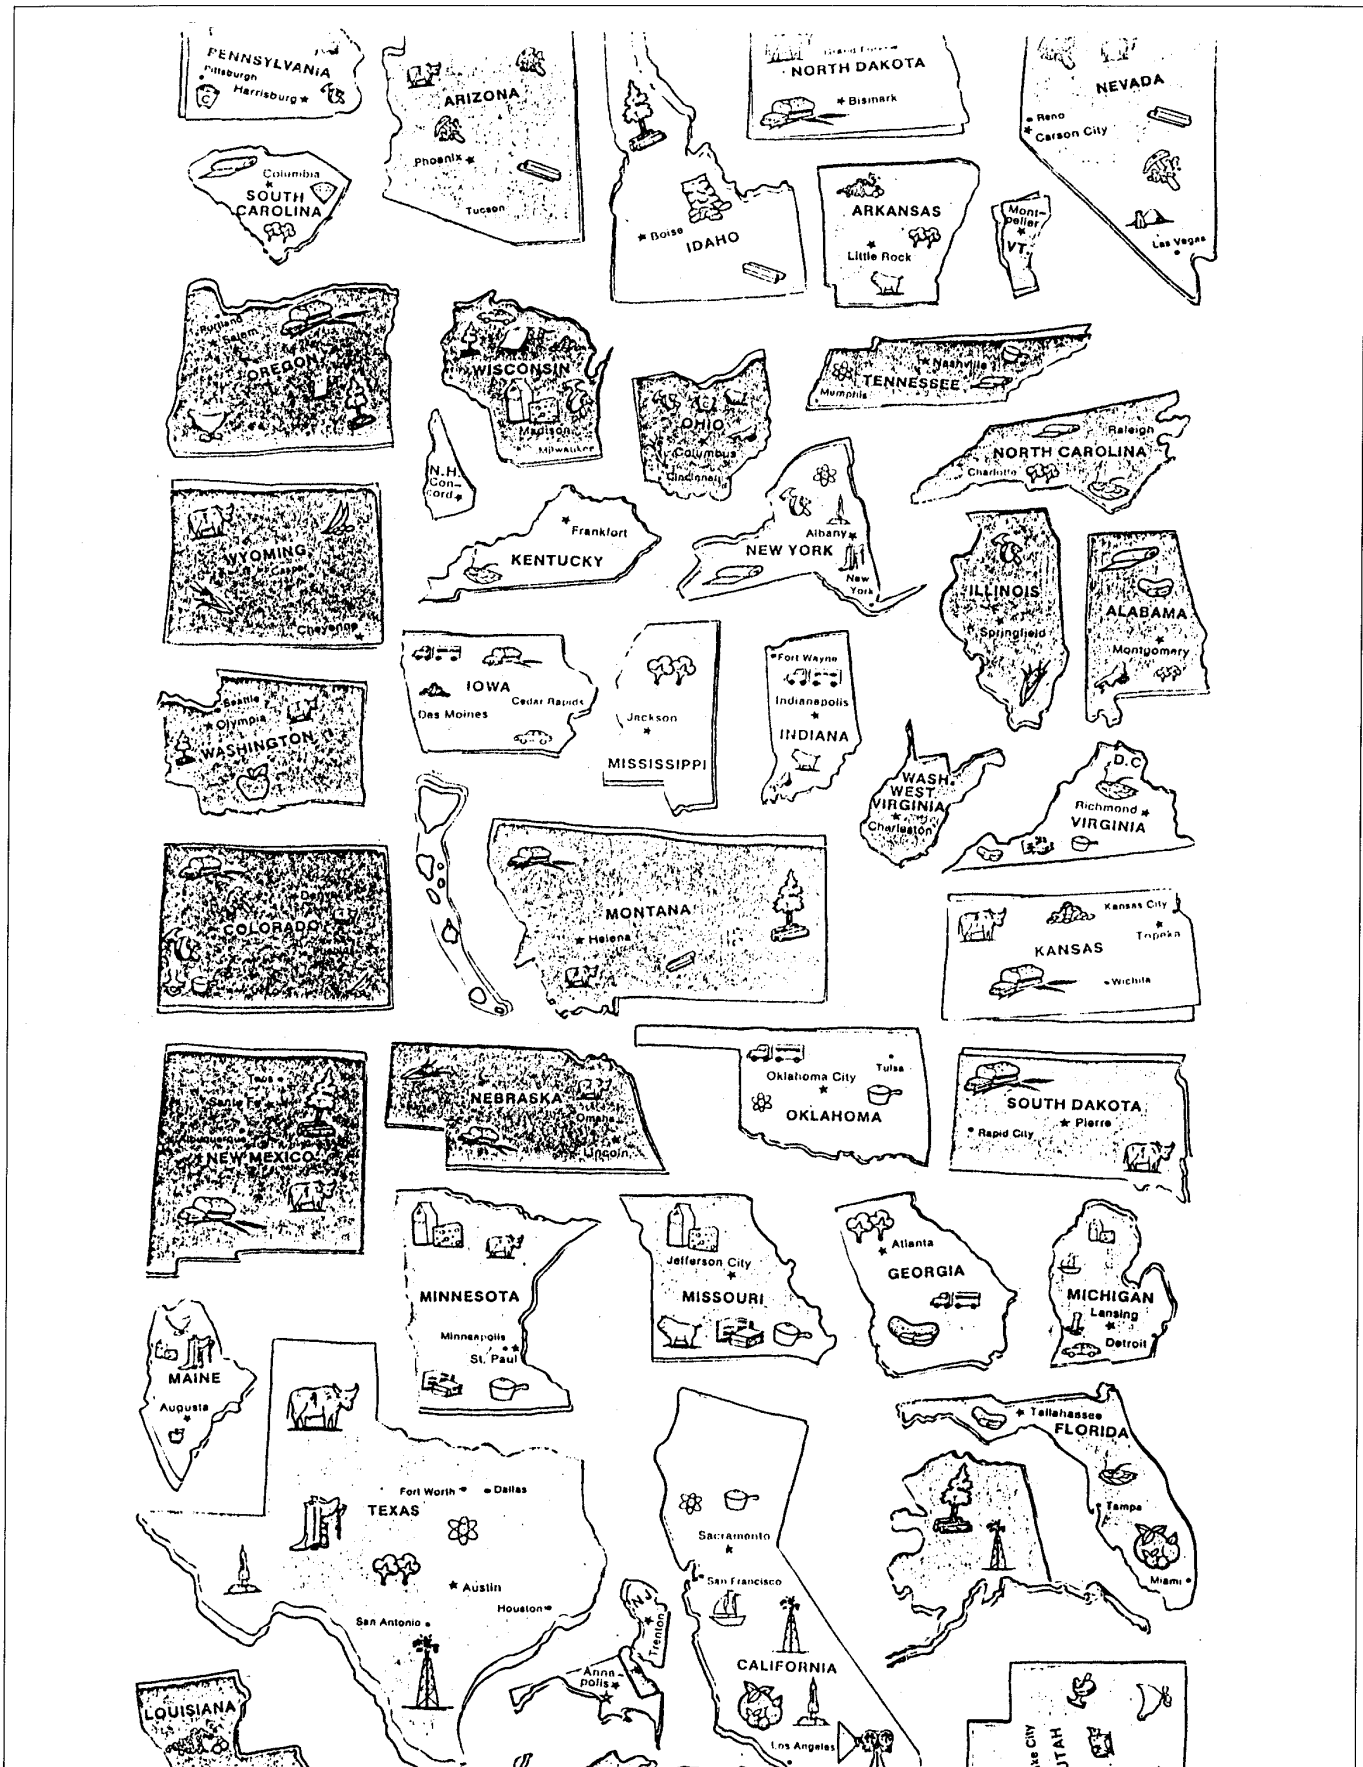 PENNSYLVANIA
Pittsburgh
Harrisburg
C
ARIZONA
Phoenix
Tucson
NORTH DAKOTA
Bismark
NEVADA
Reno
Carson City
Las Vegas
Columbia
SOUTH
CAROLINA
Boise
IDAHO
ARKANSAS
Little Rock
Mont-
pelier
VT.
Portland
Salem
OREGON
WISCONSIN
Madison
Milwaukee
OHIO
Columbus
Cincinnati
Nashville
TENNESSEE
Memphis
Raleigh
NORTH CAROLINA
Charlotte
N.H.
Con-
cord
WYOMING
Casper
Cheyenne
Frankfort
KENTUCKY
Albany
NEW YORK
New
York
ILLINOIS
Springfield
ALABAMA
Montgomery
IOWA
Cedar Rapids
Des Moines
Jackson
MISSISSIPPI
Fort Wayne
Indianapolis
INDIANA
Seattle
Olympia
WASHINGTON
WASH.
WEST
VIRGINIA
Charleston
D.C.
Richmond
VIRGINIA
Denver
COLORADO
Pueblo
MONTANA
Helena
Kansas City
Topeka
KANSAS
Wichita
Taos
Santa Fe
Albuquerque
NEW MEXICO
NEBRASKA
Omaha
Lincoln
Tulsa
Oklahoma City
OKLAHOMA
SOUTH DAKOTA
Pierre
Rapid City
MINNESOTA
Minneapolis
St. Paul
Jefferson City
MISSOURI
Atlanta
GEORGIA
MICHIGAN
Lansing
Detroit
MAINE
Augusta
Fort Worth
Dallas
TEXAS
Austin
Houston
San Antonio
Tallahassee
FLORIDA
Tampa
Miami
Sacramento
San Francisco
CALIFORNIA
Los Angeles
N.J.
Trenton
Anna-
polis
LOUISIANA
ke City
UTAH